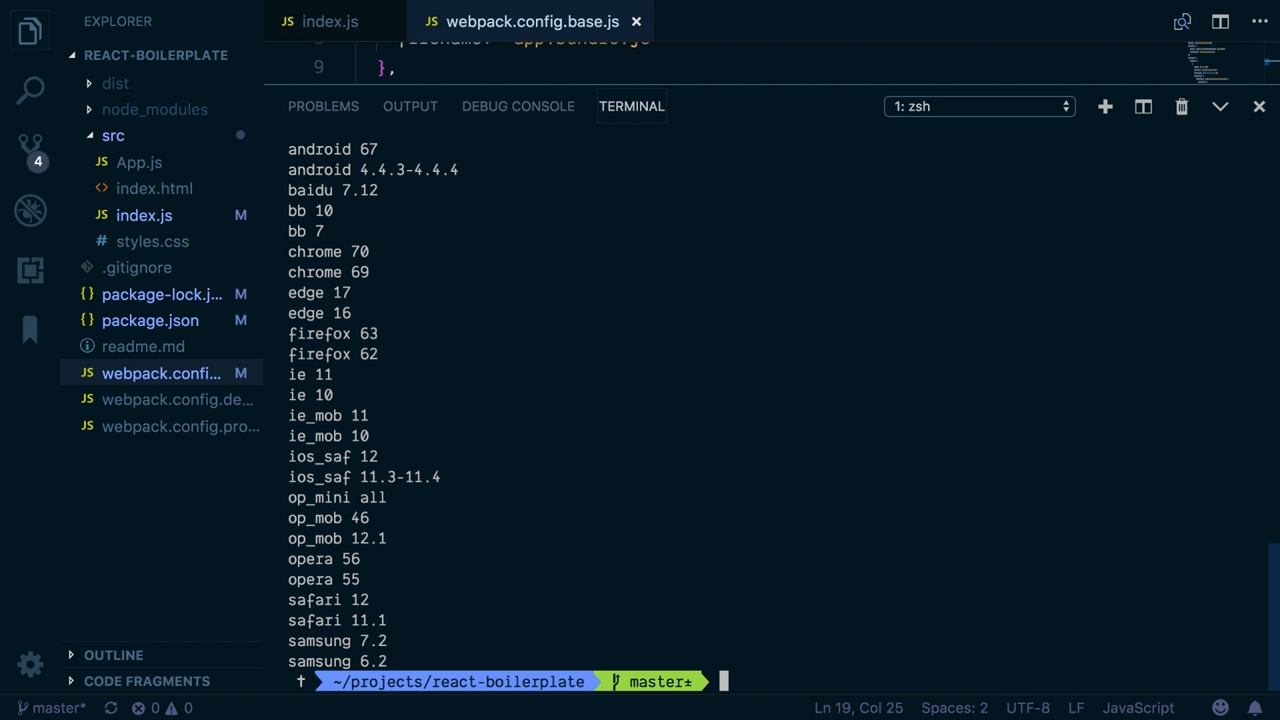 EXPLORER
REACT-BOILERPLATE
dist
node_modules
src
JS App.js
<> index.html
JS index.js M
# styles.css
.gitignore
{} package-lock.j... M
{} package.json M
readme.md
JS webpack.confi... M
JS webpack.config.de...
JS webpack.config.pro...
OUTLINE
CODE FRAGMENTS
4
JS index.js
JS webpack.config.base.js ×
9 },
PROBLEMS OUTPUT DEBUG CONSOLE TERMINAL
1: zsh
android 67
android 4.4.3-4.4.4
baidu 7.12
bb 10
bb 7
chrome 70
chrome 69
edge 17
edge 16
firefox 63
firefox 62
ie 11
ie 10
ie_mob 11
ie_mob 10
ios_saf 12
ios_saf 11.3-11.4
op_mini all
op_mob 46
op_mob 12.1
opera 56
opera 55
safari 12
safari 11.1
samsung 7.2
samsung 6.2
† ~/projects/react-boilerplate master±
master* 0 0 Ln 19, Col 25 Spaces: 2 UTF-8 LF JavaScript